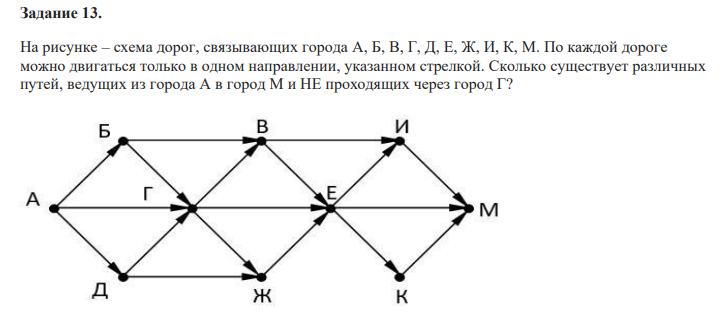 Задание 13.
На рисунке – схема дорог, связывающих города А, Б, В, Г, Д, Е, Ж, И, К, М. По каждой дороге
можно двигаться только в одном направлении, указанном стрелкой. Сколько существует различных
путей, ведущих из города А в город М и НЕ проходящих через город Г?
Б В И
А Г Е М
Д Ж К